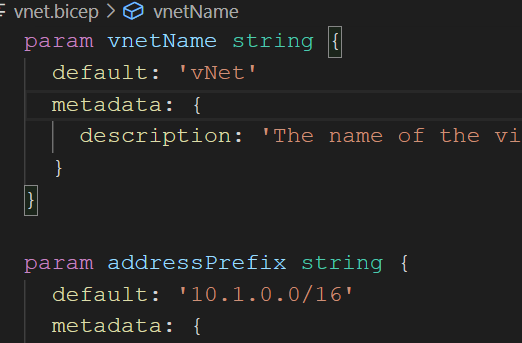 vnet.bicep > vnetName
param vnetName string {
default: 'vNet'
metadata: {
description: 'The name of the
}
}
param addressPrefix string {
default: '10.1.0.0/16'
metadata: {